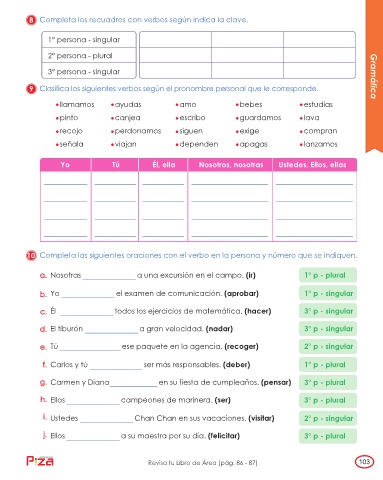 8 Completa los recuadros con verbos según indica la clave.
1° persona - singular
2° persona - plural
3° persona - singular
Gramática
9 Clasifica los siguientes verbos según el pronombre personal que le corresponde.
•llamamos •ayudas •amo •bebes •estudias
•pinto •canjea •escribo •guardamos •lava
•recojo •perdonamos •siguen •exige •compran
•señala •viajan •dependen •apagas •lanzamos
Yo Tú Él, ella Nosotros, nosotras Ustedes, Ellos, ellas
10 Completa las siguientes oraciones con el verbo en la persona y número que se indiquen.
a. Nosotras ____________ a una excursión en el campo. (ir) 1° p - plural
b. Yo ____________ el examen de comunicación. (aprobar) 1° p - singular
c. Él ____________ todos los ejercicios de matemática. (hacer) 3° p - singular
d. El tiburón ____________ a gran velocidad. (nadar) 3° p - singular
e. Tú ____________ ese paquete en la agencia. (recoger) 2° p - singular
f. Carlos y tú ____________ ser más responsables. (deber) 1° p - plural
g. Carmen y Diana ____________ en su fiesta de cumpleaños. (pensar) 3° p - plural
h. Ellos ____________ campeones de marinera. (ser) 3° p - plural
i. Ustedes ____________ Chan Chan en sus vacaciones. (visitar) 2° p - singular
j. Ellos ____________ a su maestra por su día. (felicitar) 3° p - plural
Piza Revisa tu Libro de Área (pág. 86 - 87) 103